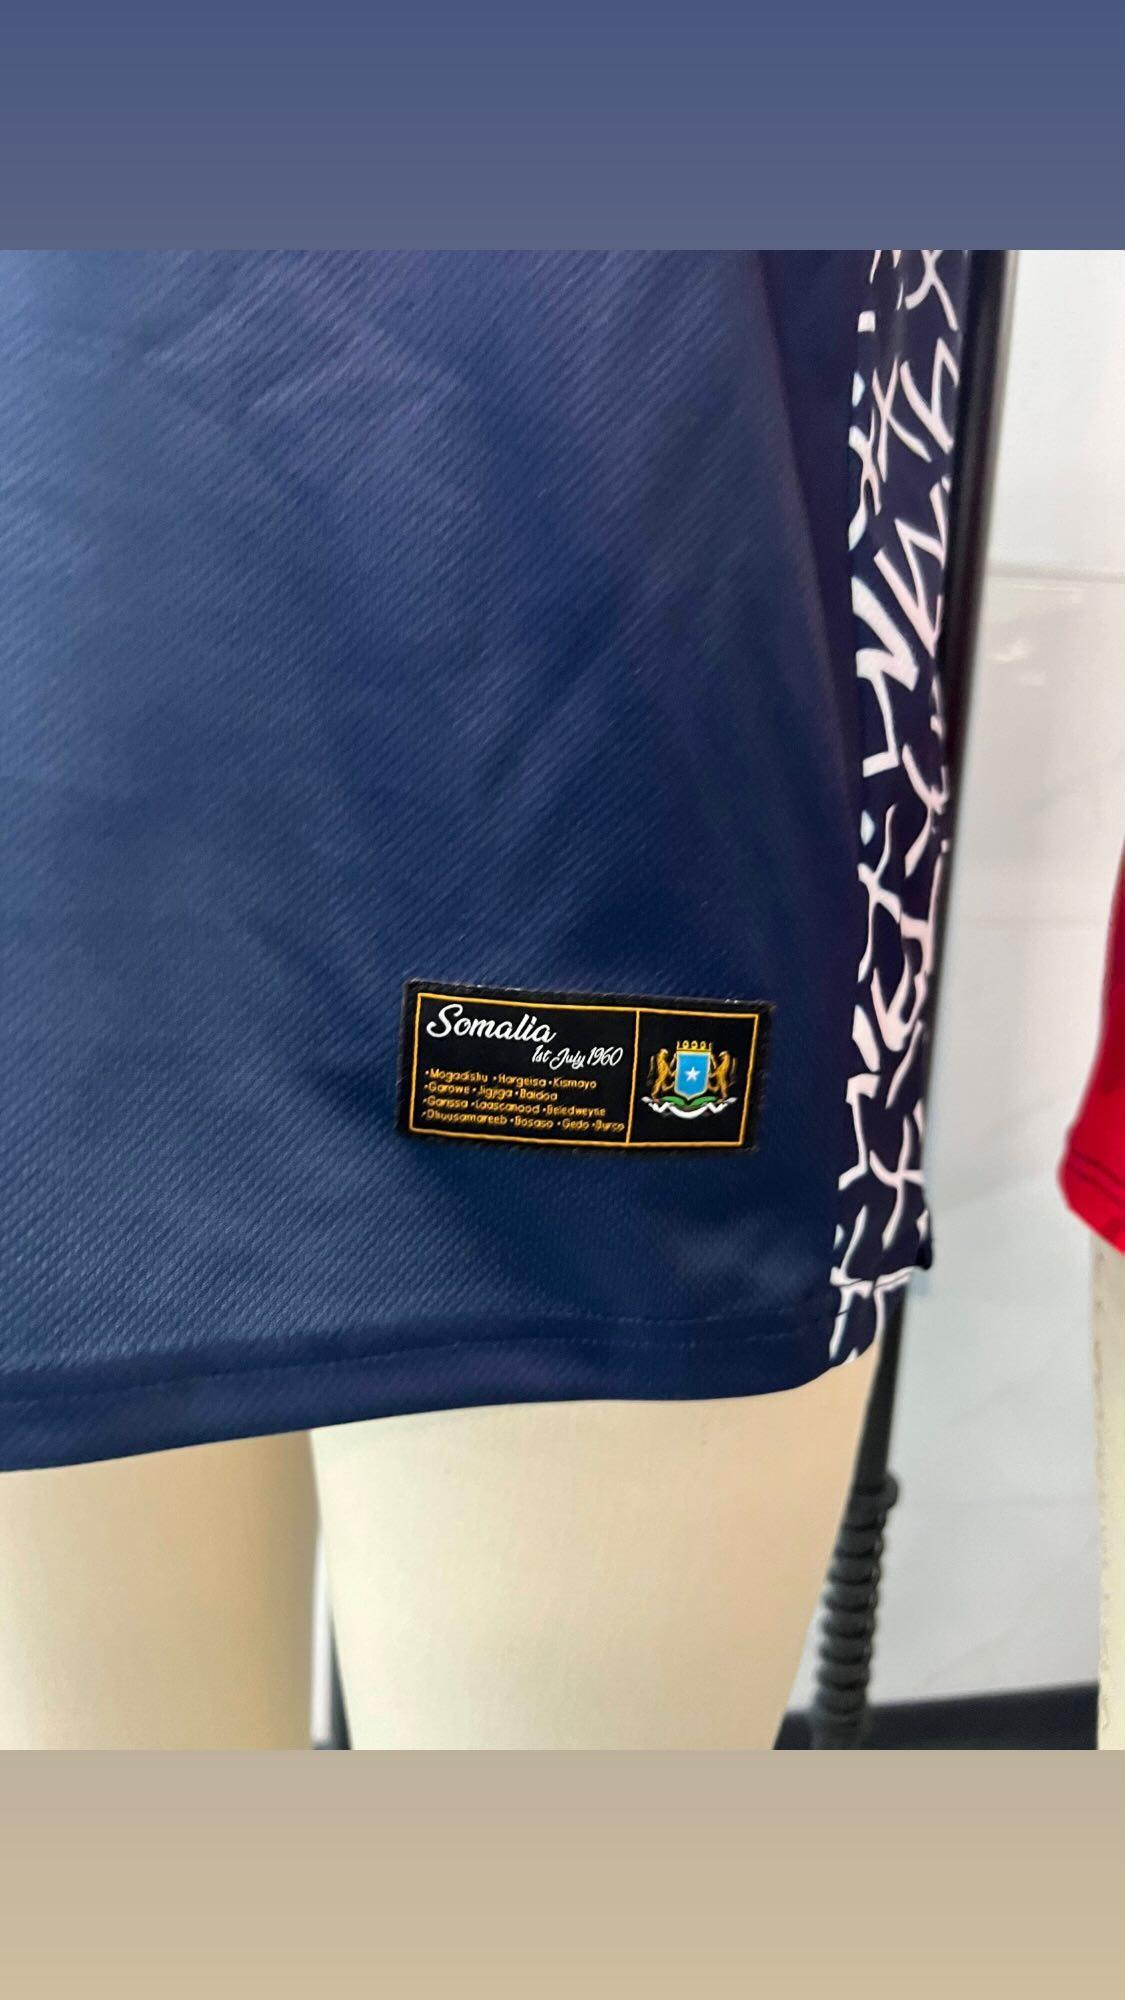 Somalia
1st July 1960
•Mogadishu •Hargeisa •Kismayo
•Garowe •Jigjiga •Baidoa
•Garissa •Laascanood •Beledweyne
•Dhuusamareeb •Bosaso •Gedo •Burco